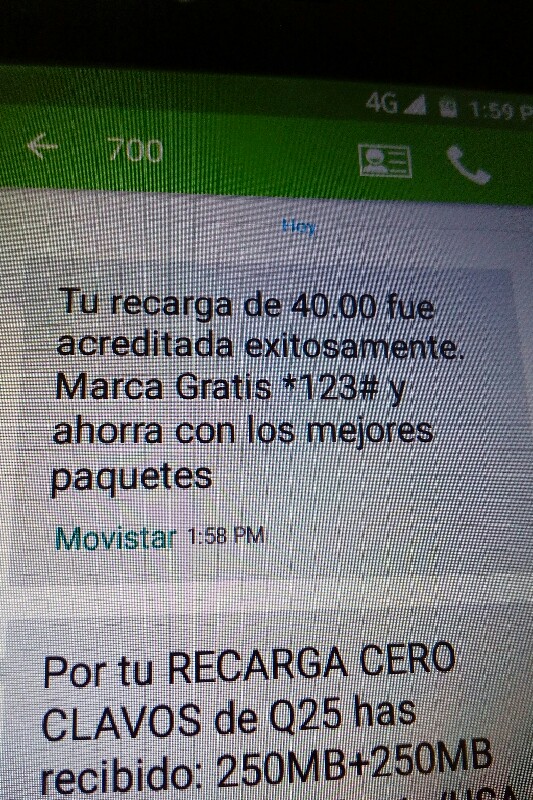 4G 1:59 P
700
Hoy
Tu recarga de 40.00 fue
acreditada exitosamente.
Marca Gratis *123# y
ahorra con los mejores
paquetes
Movistar 1:58 PM
Por tu RECARGA CERO
CLAVOS de Q25 has
recibido: 250MB+250MB